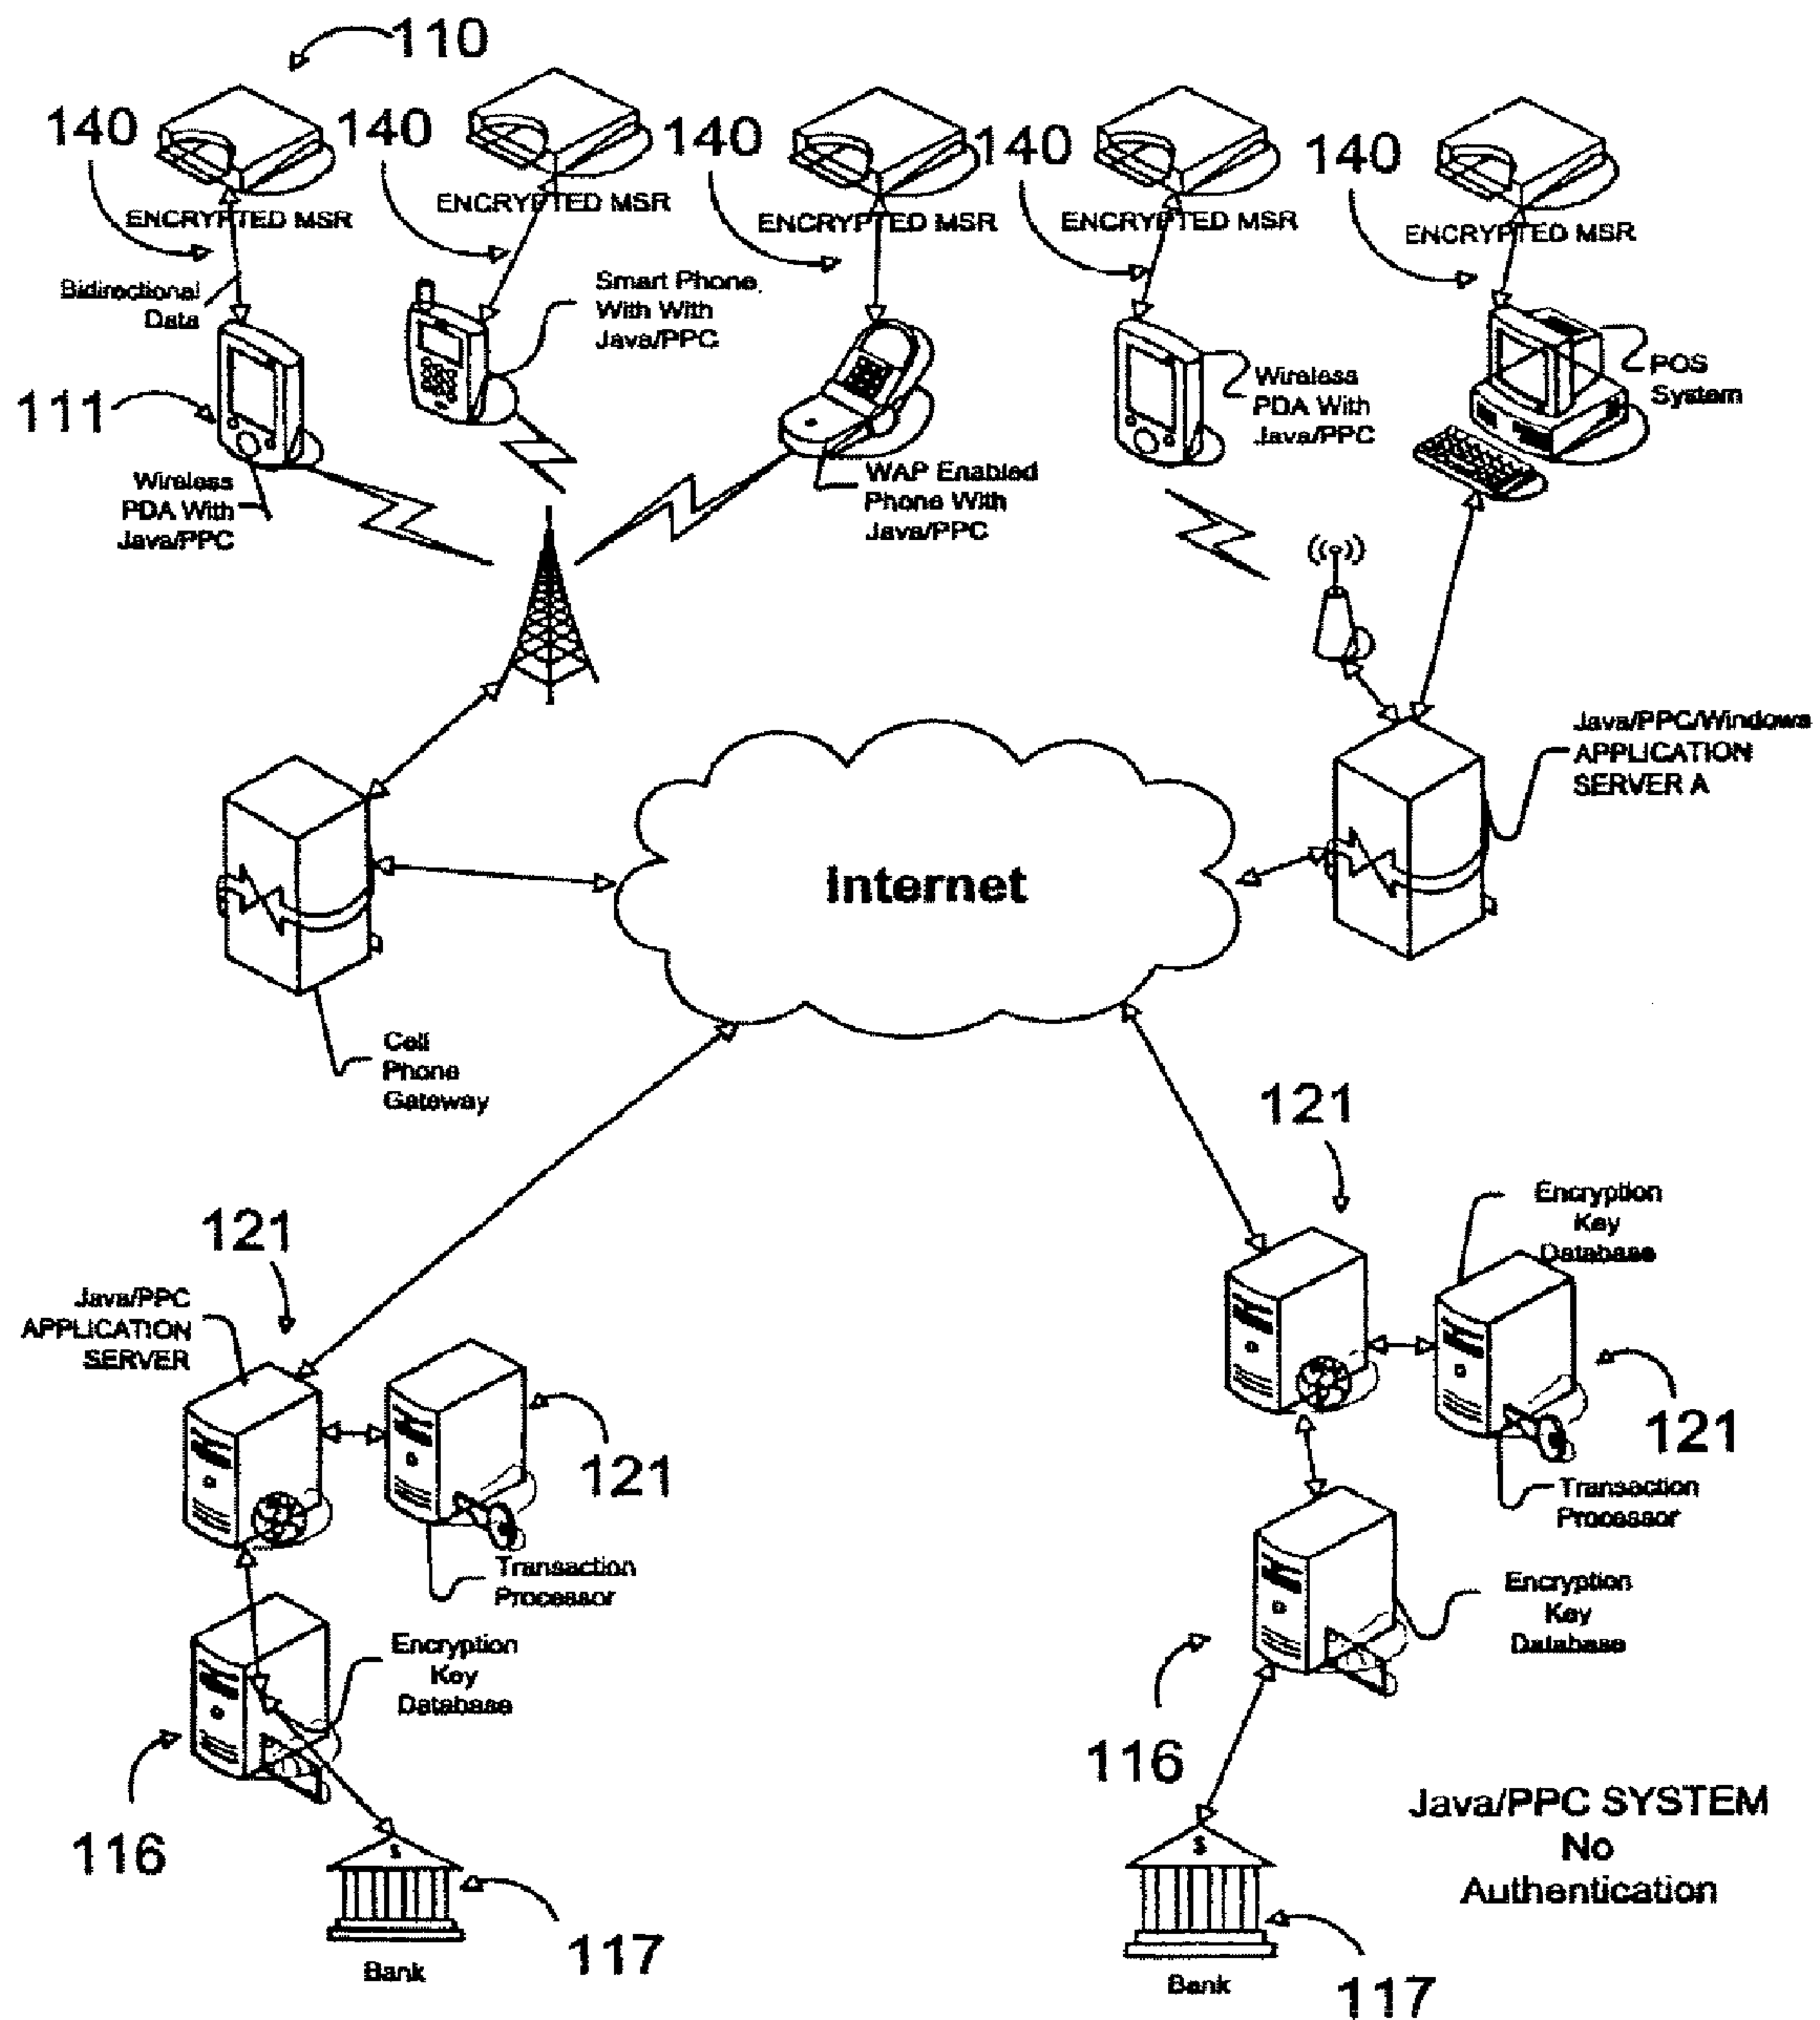 110
140
140
140
140
140
ENCRYPTED MSR
ENCRYPTED MSR
ENCRYPTED MSR
ENCRYPTED MSR
ENCRYPTED MSR
Bidirectional
Data
Smart Phone.
With With
Java/PPC
111
Wireless
PDA With
Java/PPC
WAP Enabled
Phone With
Java/PPC
Wireless
PDA With
Java/PPC
POS
System
Java/PPC/Windows
APPLICATION
SERVER A
Internet
Cell
Phone
Gateway
121
Encryption
Key
Database
121
Java/PPC
APPLICATION
SERVER
121
121
Transaction
Processor
Transaction
Processor
Encryption
Key
Database
Encryption
Key
Database
116
116
$
$
117
Bank
117
Bank
Java/PPC SYSTEM
No
Authentication